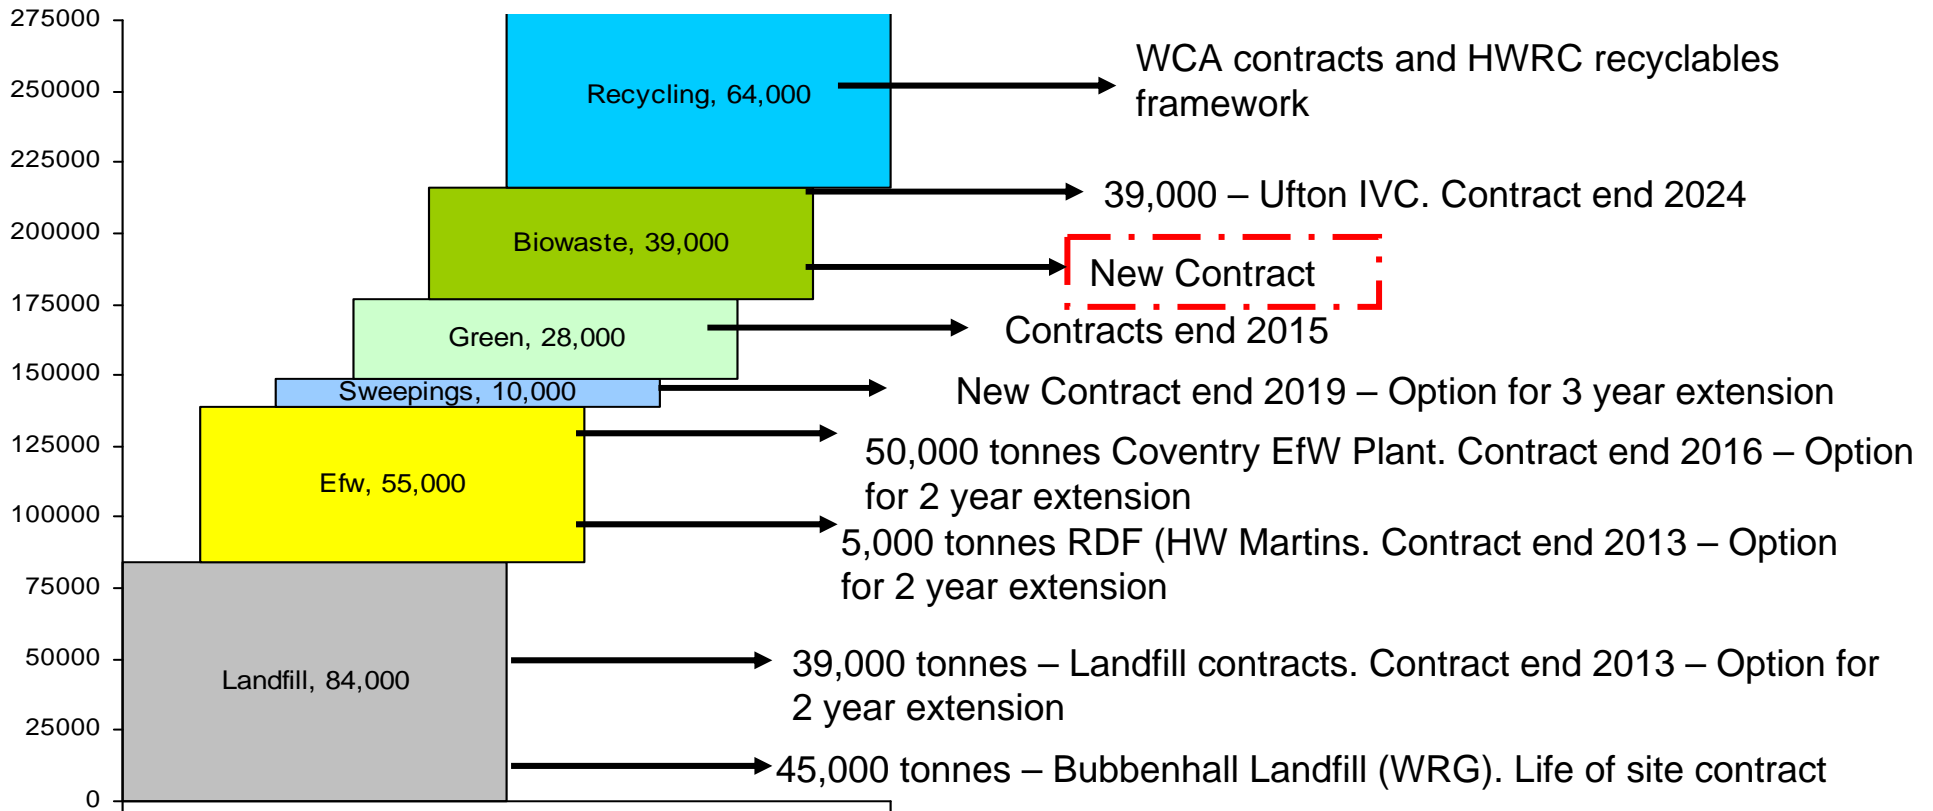 275000
250000
225000
200000
175000
150000
125000
100000
75000
50000
25000
0
Recycling, 64,000
WCA contracts and HWRC recyclables
framework
39,000 – Ufton IVC. Contract end 2024
Biowaste, 39,000
New Contract
Green, 28,000
Contracts end 2015
Sweepings, 10,000
New Contract end 2019 – Option for 3 year extension
Efw, 55,000
50,000 tonnes Coventry EfW Plant. Contract end 2016 – Option
for 2 year extension
5,000 tonnes RDF (HW Martins. Contract end 2013 – Option
for 2 year extension
Landfill, 84,000
39,000 tonnes – Landfill contracts. Contract end 2013 – Option for
2 year extension
45,000 tonnes – Bubbenhall Landfill (WRG). Life of site contract